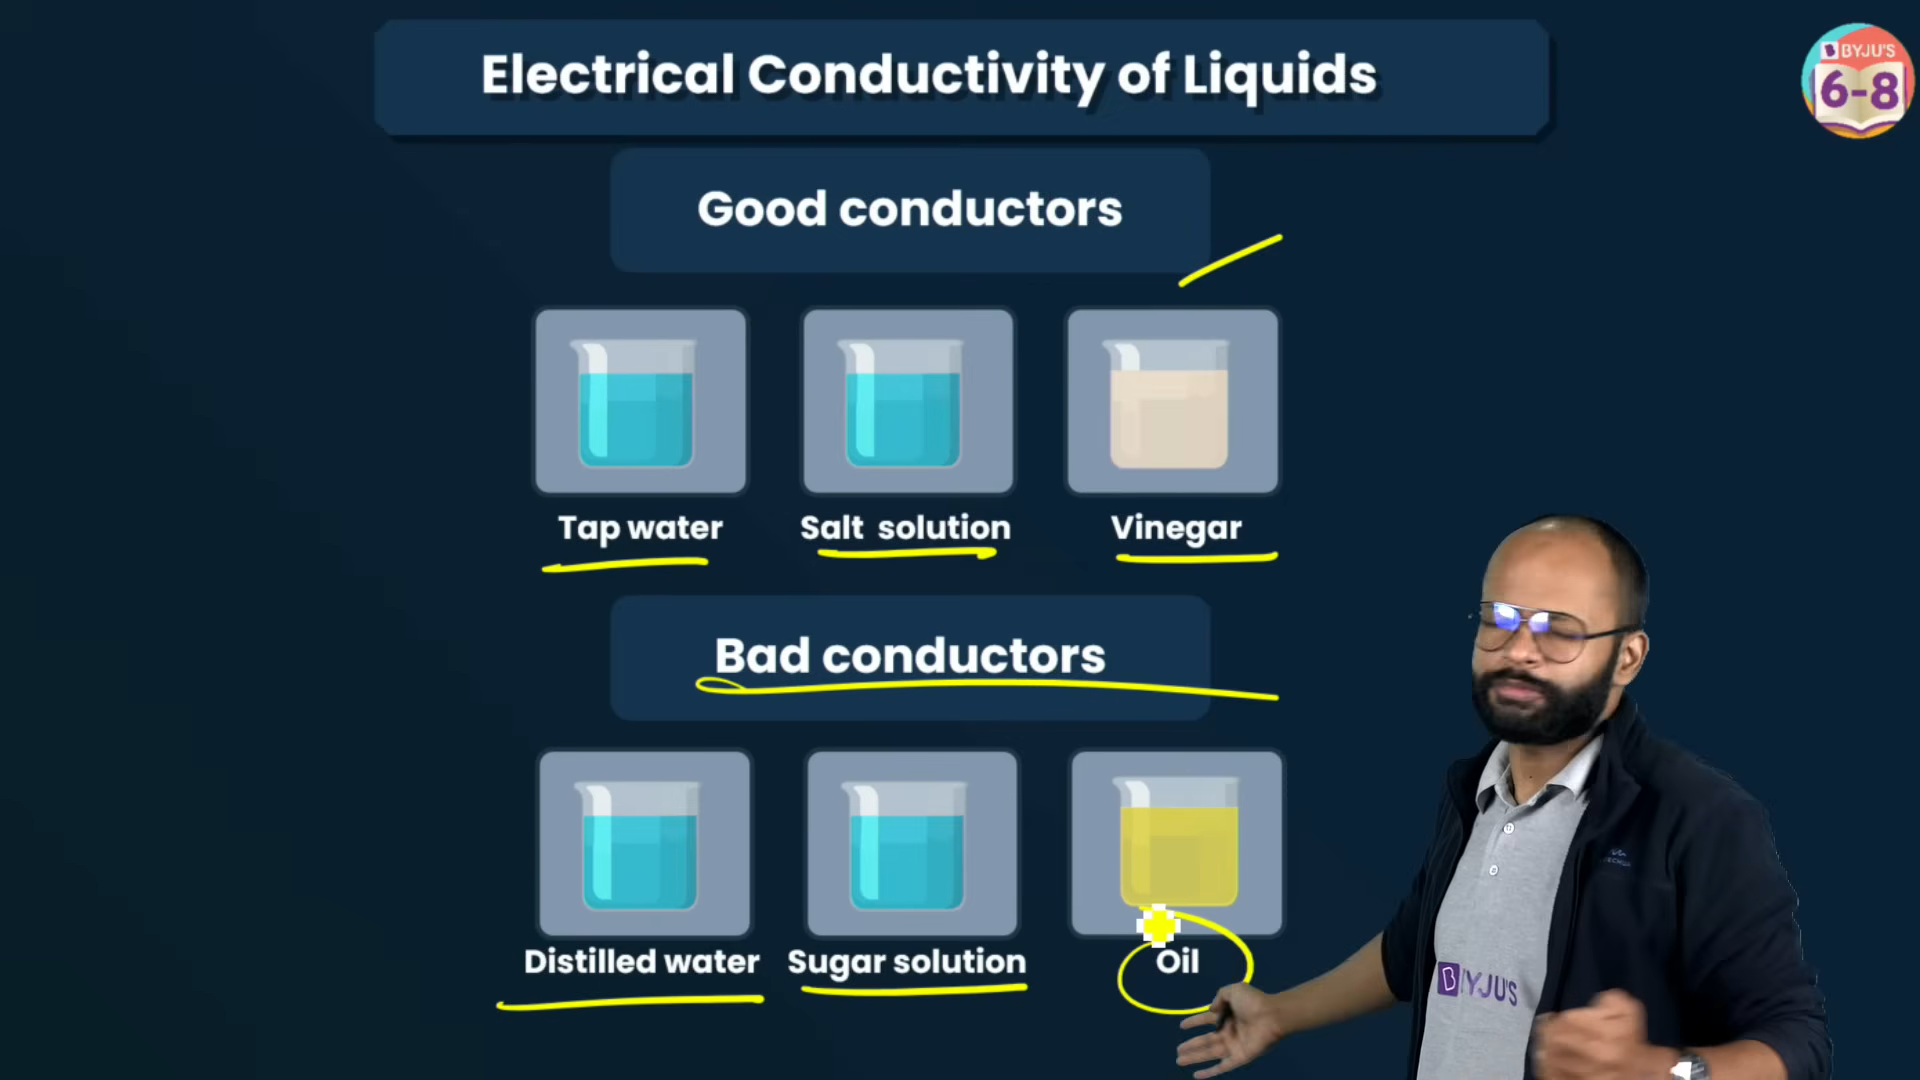 Electrical Conductivity of Liquids
BYJU'S
6-8
Good conductors
Tap water
Salt solution
Vinegar
Bad conductors
Distilled water
Sugar solution
Oil
BYJU'S